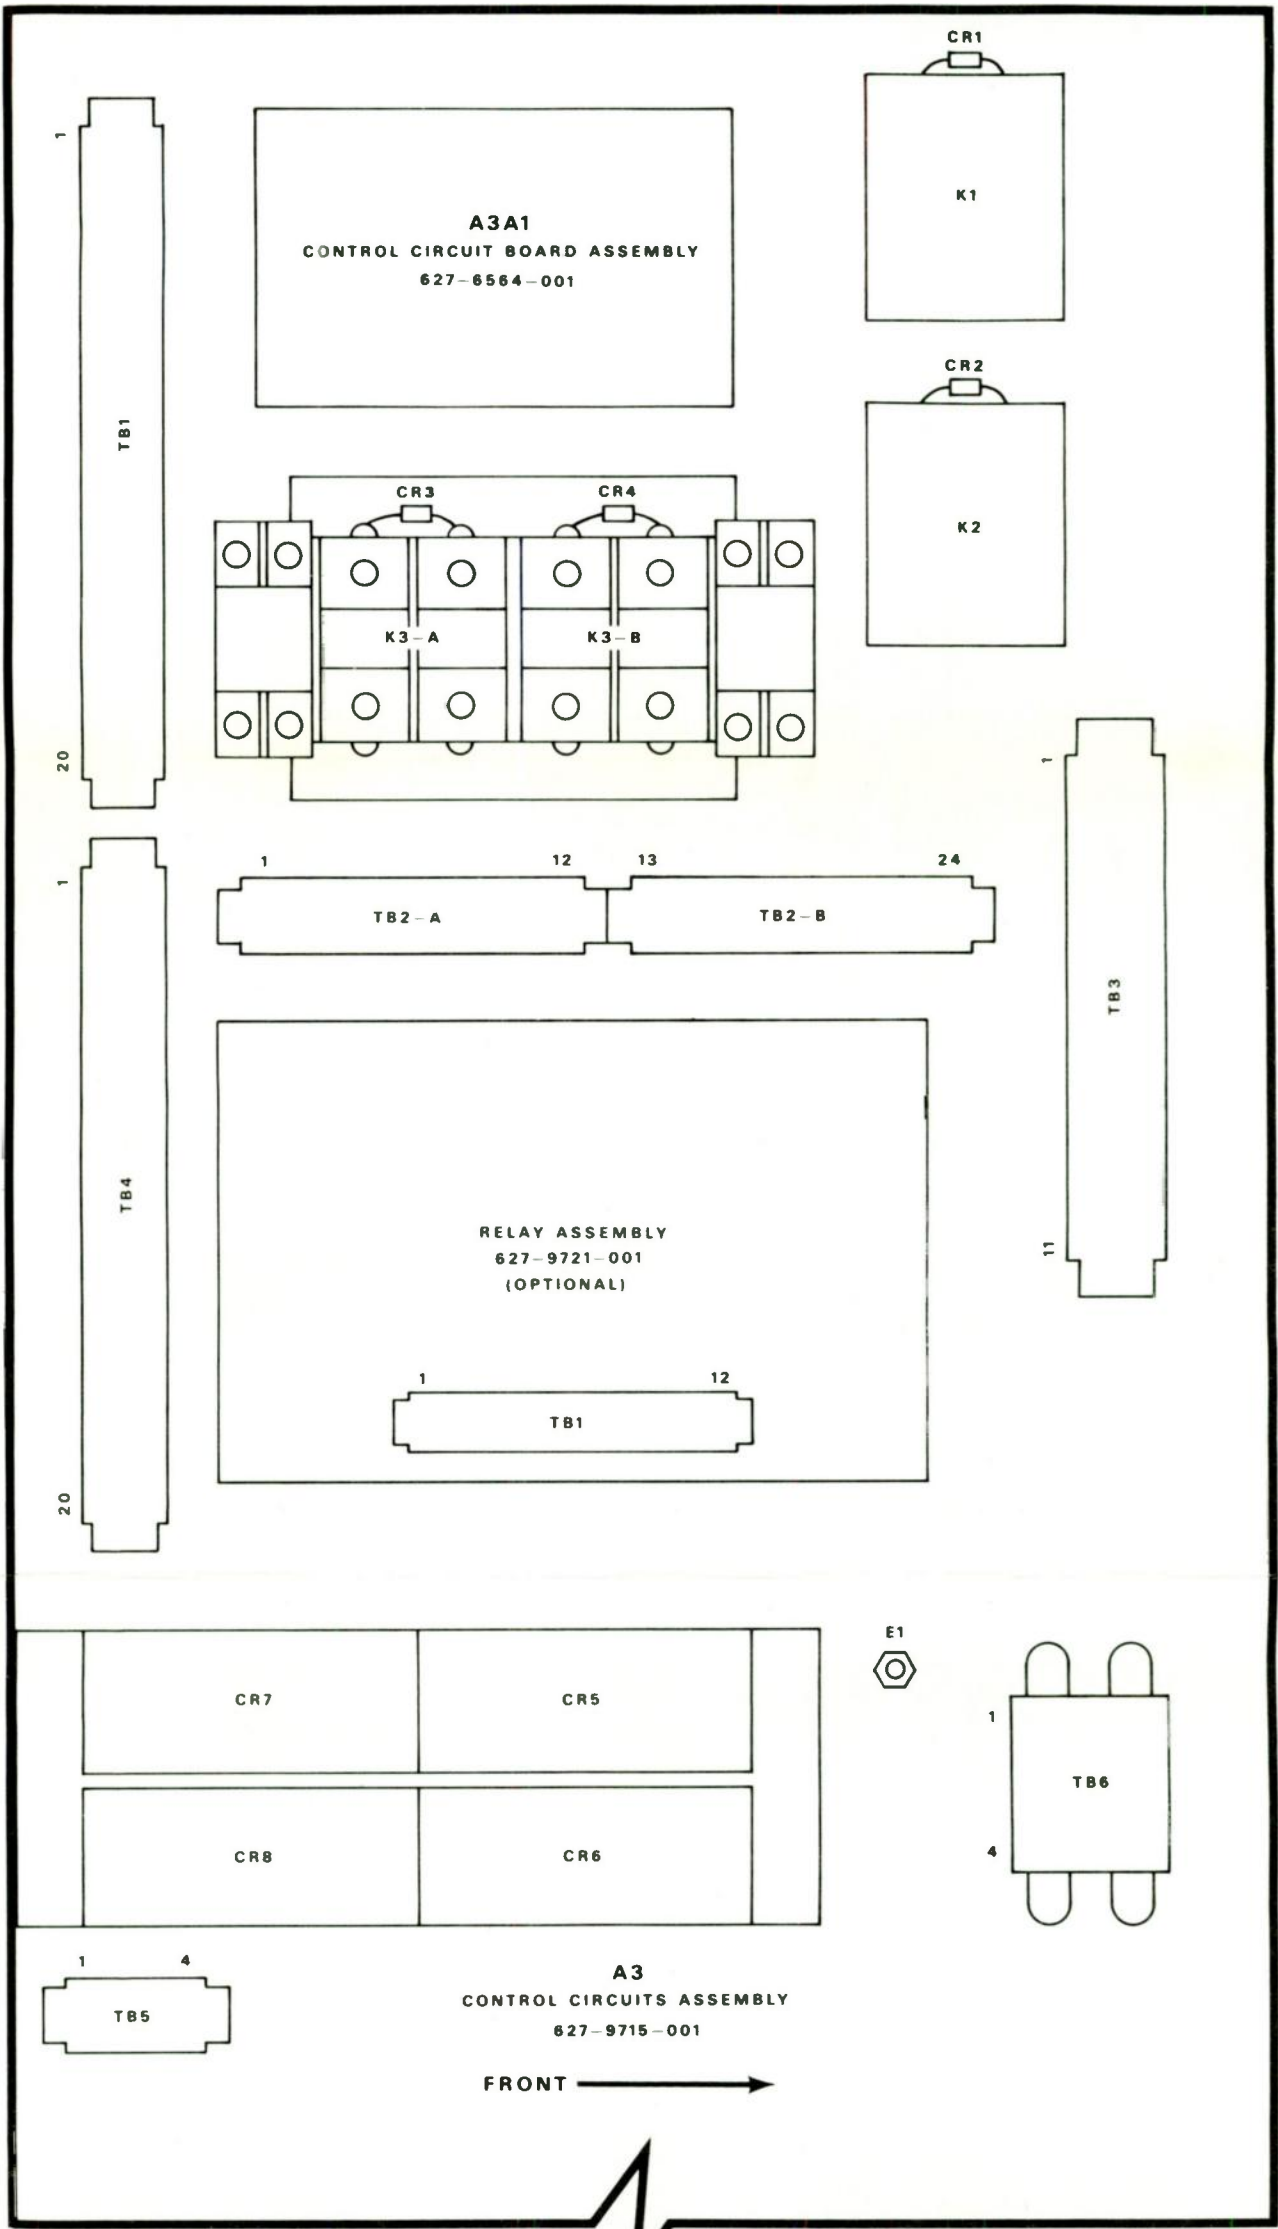 CR1
1
K1
A3A1
CONTROL CIRCUIT BOARD ASSEMBLY
627-6564-001
CR2
TB1
CR3
CR4
K2
K3-A
K3-B
20
1
1
1
12
13
24
TB2-A
TB2-B
TB3
TB4
RELAY ASSEMBLY
627-9721-001
(OPTIONAL)
11
1
12
TB1
20
E1
CR7
CR5
1
TB6
CR8
CR6
4
1
4
A3
CONTROL CIRCUITS ASSEMBLY
TB5
627-9715-001
FRONT